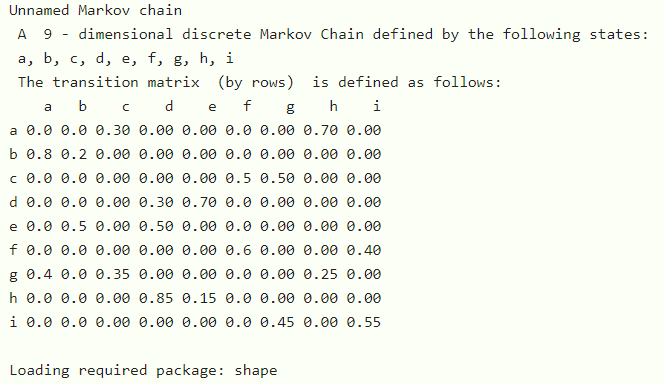 Unnamed Markov chain
A 9 - dimensional discrete Markov Chain defined by the following states:
a, b, c, d, e, f, g, h, i
The transition matrix (by rows) is defined as follows:
a b c d e f g h i
a 0.0 0.0 0.30 0.00 0.00 0.0 0.00 0.70 0.00
b 0.8 0.2 0.00 0.00 0.00 0.0 0.00 0.00 0.00
c 0.0 0.0 0.00 0.00 0.00 0.5 0.50 0.00 0.00
d 0.0 0.0 0.00 0.30 0.70 0.0 0.00 0.00 0.00
e 0.0 0.5 0.00 0.50 0.00 0.0 0.00 0.00 0.00
f 0.0 0.0 0.00 0.00 0.00 0.6 0.00 0.00 0.40
g 0.4 0.0 0.35 0.00 0.00 0.0 0.00 0.25 0.00
h 0.0 0.0 0.00 0.85 0.15 0.0 0.00 0.00 0.00
i 0.0 0.0 0.00 0.00 0.00 0.0 0.45 0.00 0.55
Loading required package: shape